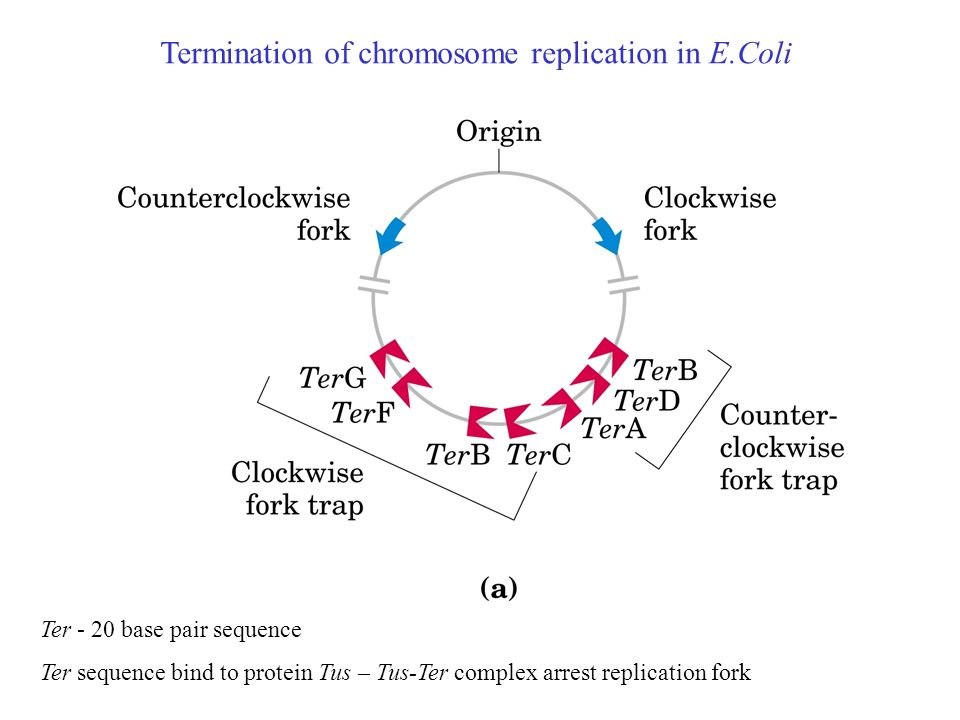 Termination of chromosome replication in E.Coli
Origin
Counterclockwise
fork
Clockwise
fork
TerG
TerF
TerB
TerC
TerA
TerD
TerB
Clockwise
fork trap
Counter-
clockwise
fork trap
(a)
Ter - 20 base pair sequence
Ter sequence bind to protein Tus – Tus-Ter complex arrest replication fork